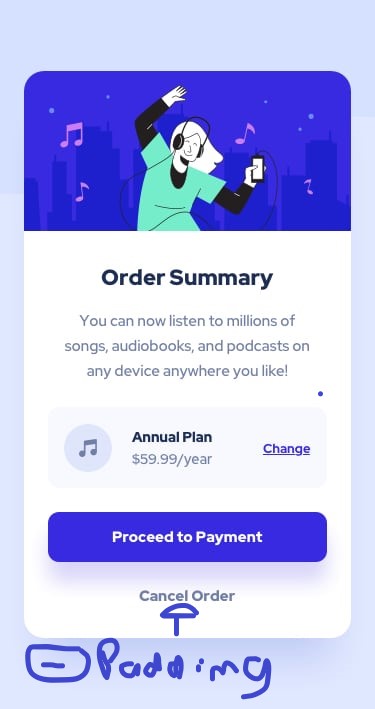 Order Summary
You can now listen to millions of
songs, audiobooks, and podcasts on
any device anywhere you like!
Annual Plan
$59.99/year
Change
Proceed to Payment
Cancel Order
Padding